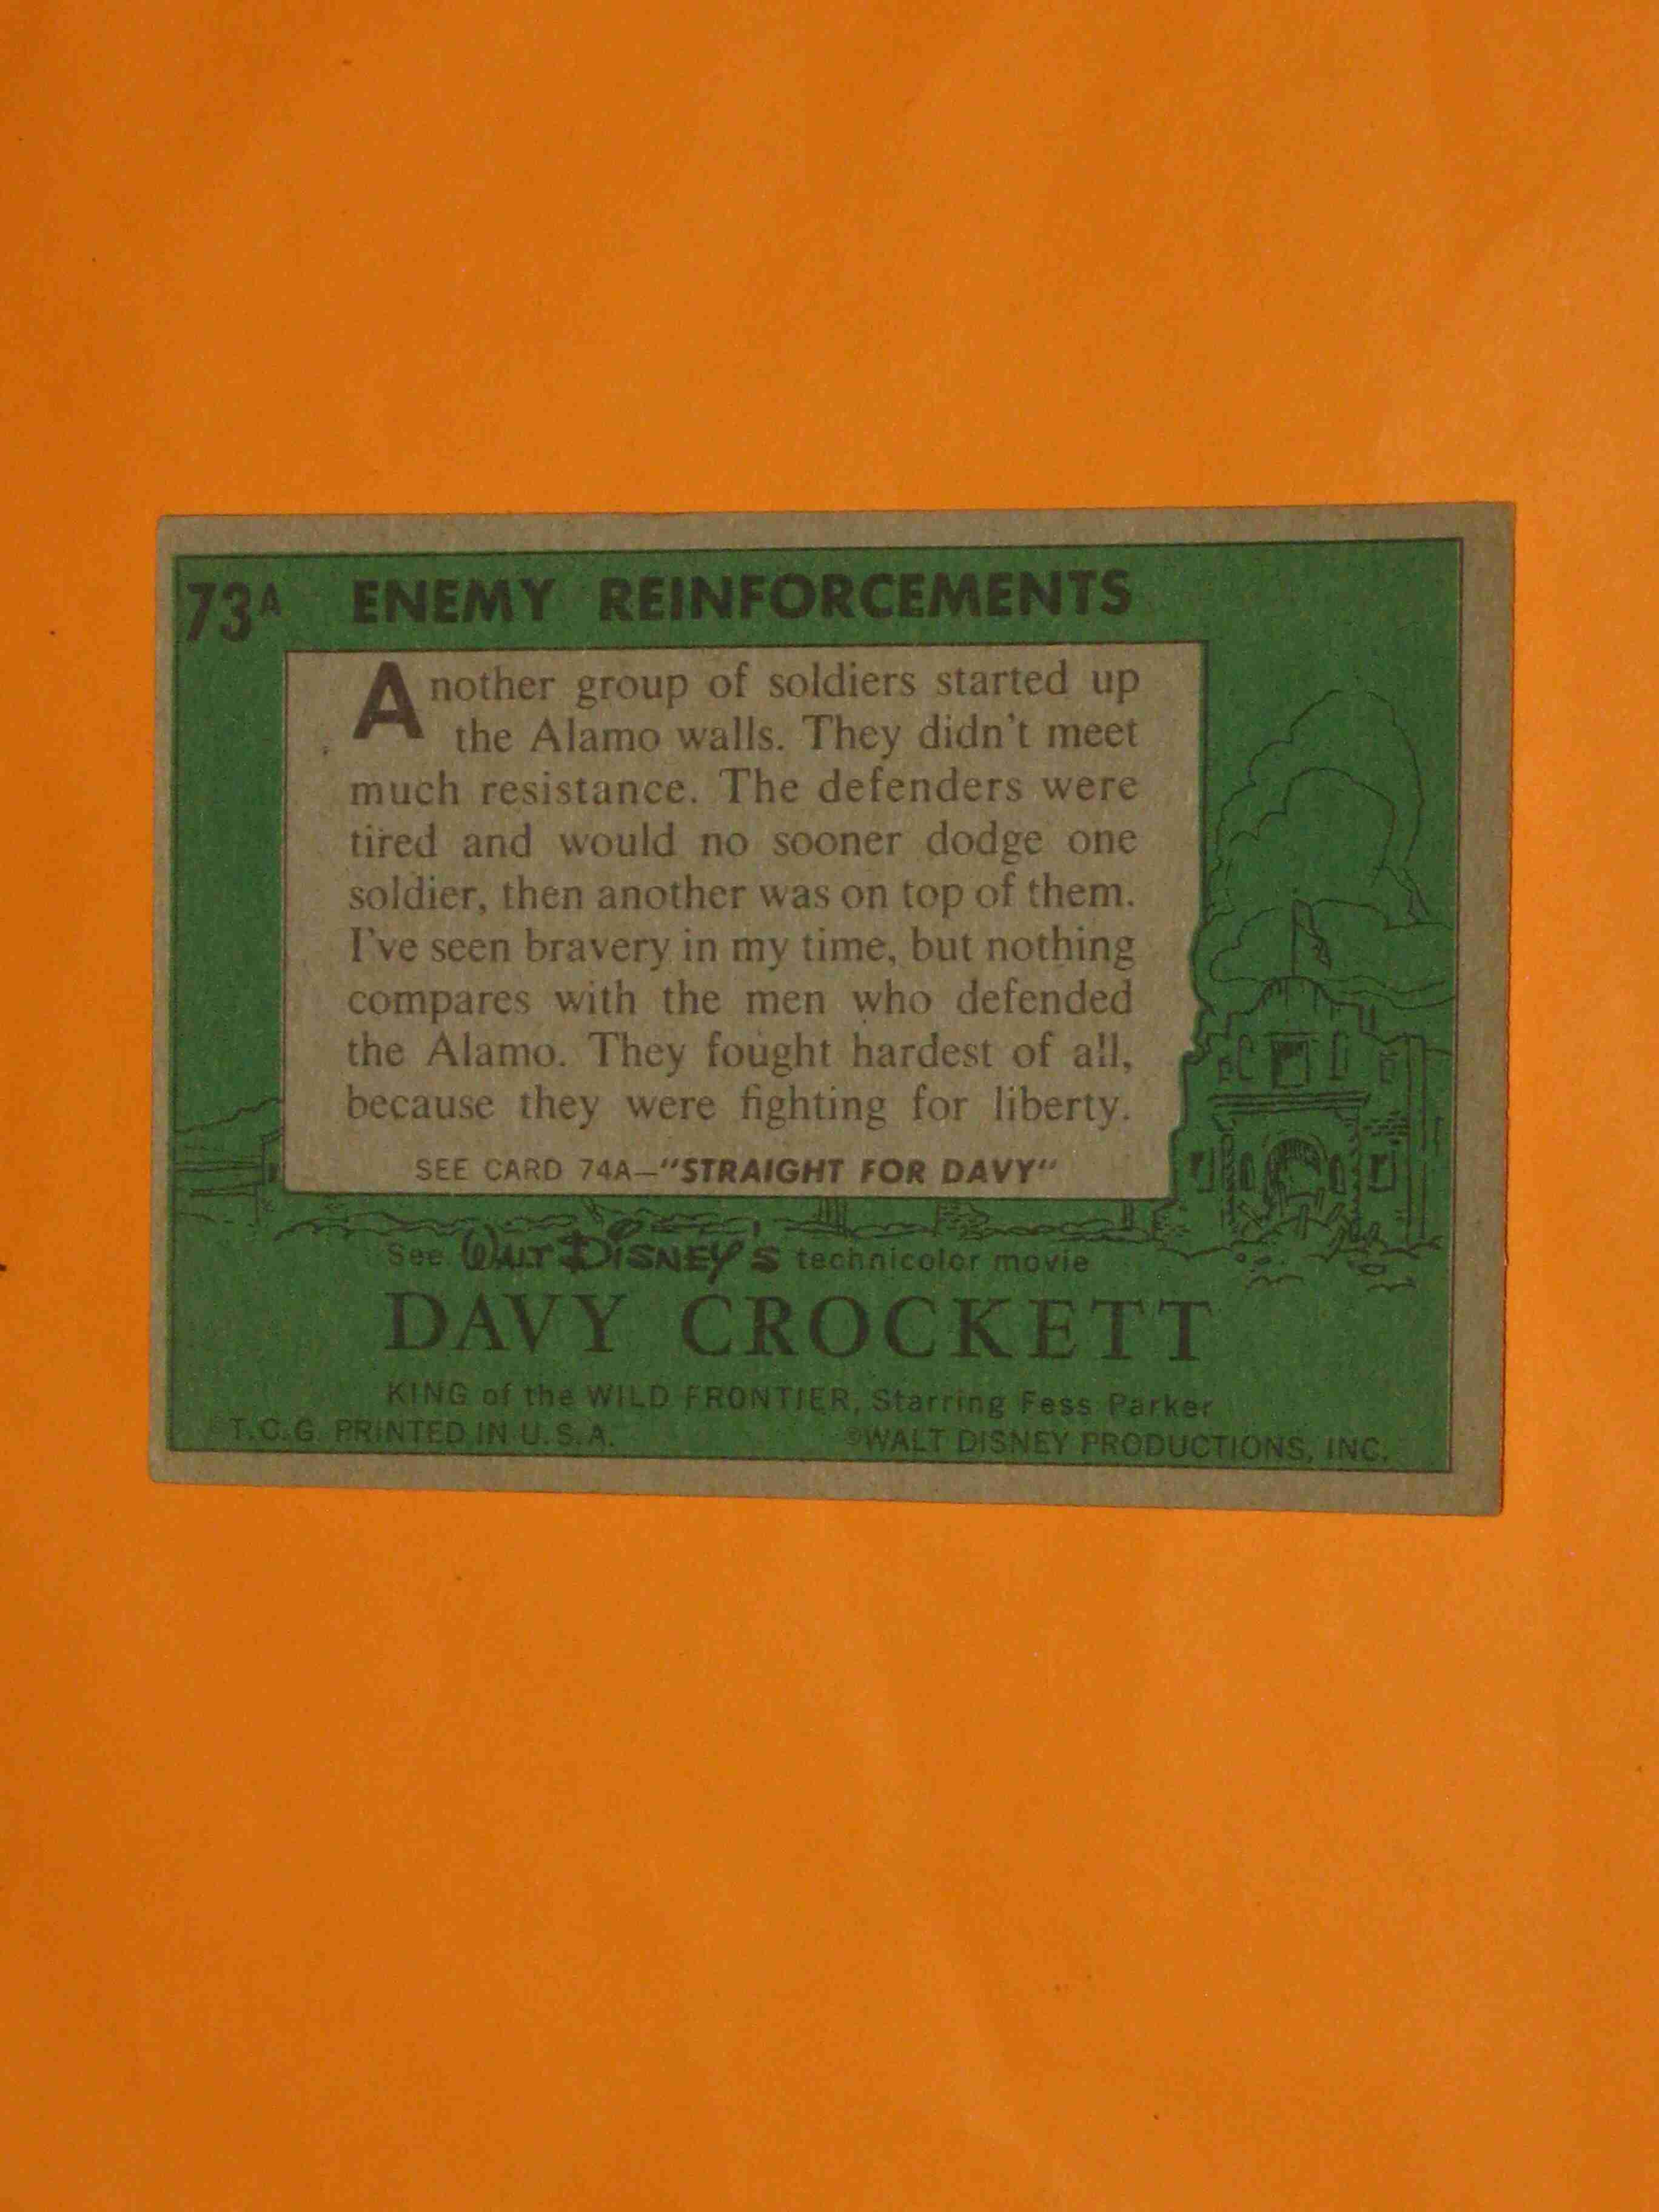 73A ENEMY REINFORCEMENTS
Another group of soldiers started up
the Alamo walls. They didn't meet
much resistance. The defenders were
tired and would no sooner dodge one
soldier, then another was on top of them.
I've seen bravery in my time, but nothing
compares with the men who defended
the Alamo. They fought hardest of all,
because they were fighting for liberty.
SEE CARD 74A—"STRAIGHT FOR DAVY"
See WALT DISNEY'S technicolor movie
DAVY CROCKETT
KING of the WILD FRONTIER, Starring Fess Parker
©T.C.G. PRINTED IN U.S.A. ©WALT DISNEY PRODUCTIONS, INC.